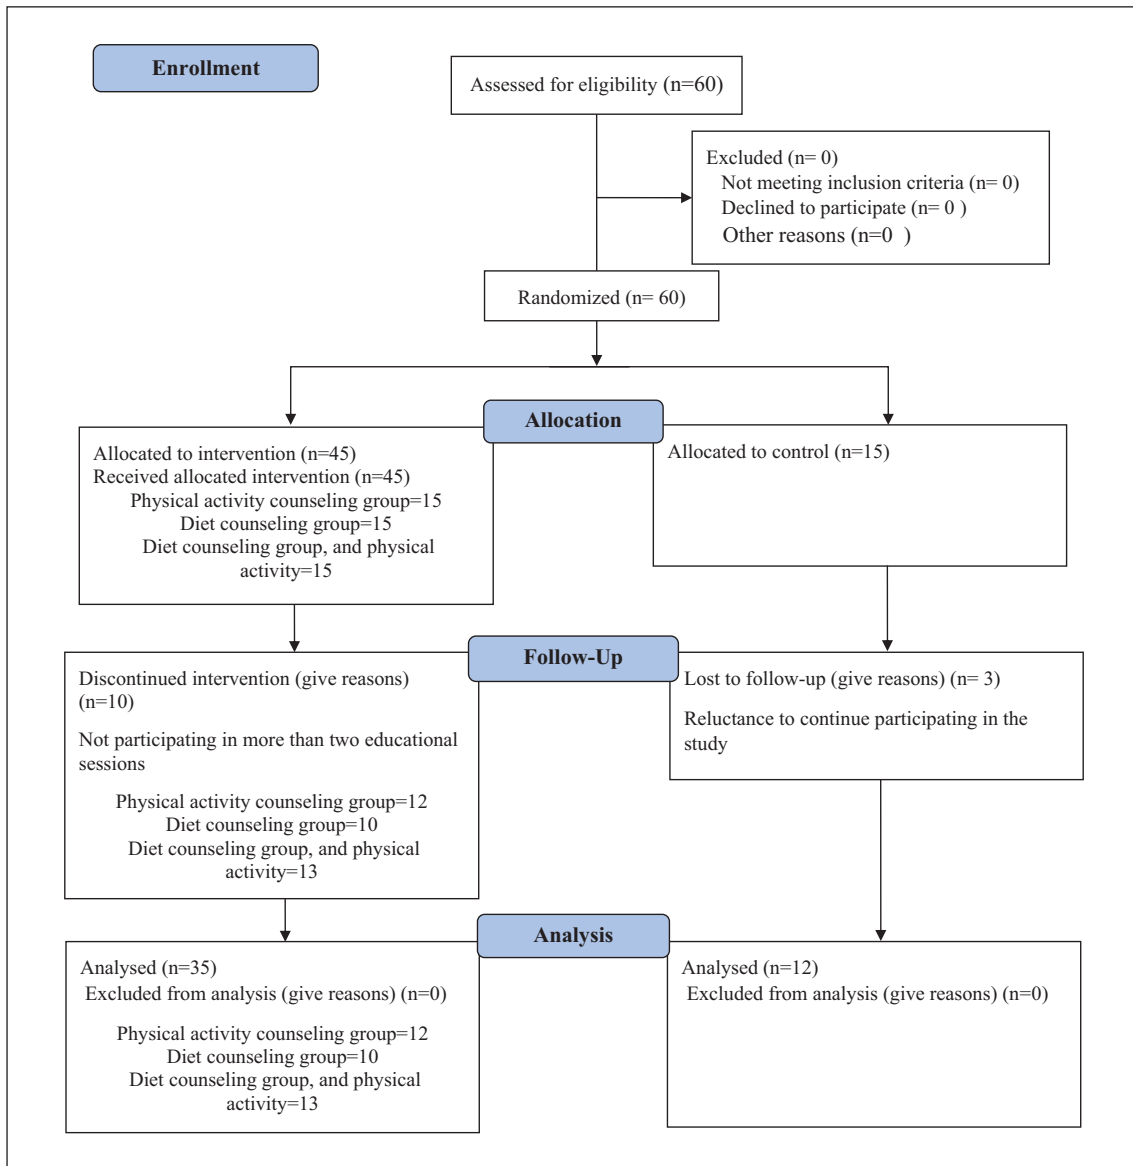 Enrollment
Assessed for eligibility (n=60)
Excluded (n= 0)
Not meeting inclusion criteria (n= 0)
Declined to participate (n= 0 )
Other reasons (n=0 )
Randomized (n= 60)
Allocation
Allocated to intervention (n=45)
Received allocated intervention (n=45)
Physical activity counseling group=15
Diet counseling group=15
Diet counseling group, and physical
activity=15
Allocated to control (n=15)
Follow-Up
Discontinued intervention (give reasons)
(n=10)
Not participating in more than two educational
sessions
Physical activity counseling group=12
Diet counseling group=10
Diet counseling group, and physical
activity=13
Lost to follow-up (give reasons) (n= 3)
Reluctance to continue participating in the
study
Analysis
Analysed (n=35)
Excluded from analysis (give reasons) (n=0)
Physical activity counseling group=12
Diet counseling group=10
Diet counseling group, and physical
activity=13
Analysed (n=12)
Excluded from analysis (give reasons) (n=0)